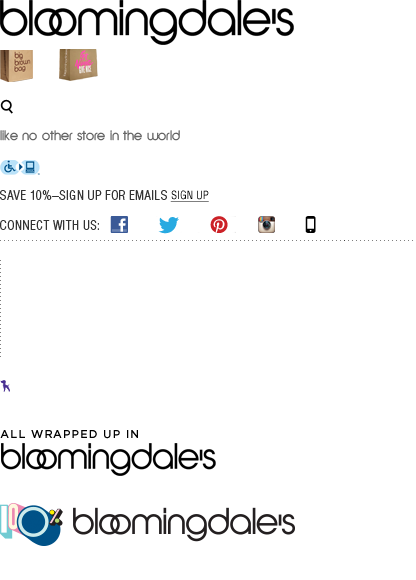 bloomingdale's
big
brown
bag
like no other store in the world
SAVE 10%–SIGN UP FOR EMAILS SIGN UP
CONNECT WITH US:
ALL WRAPPED UP IN
bloomingdale's
100% bloomingdale's